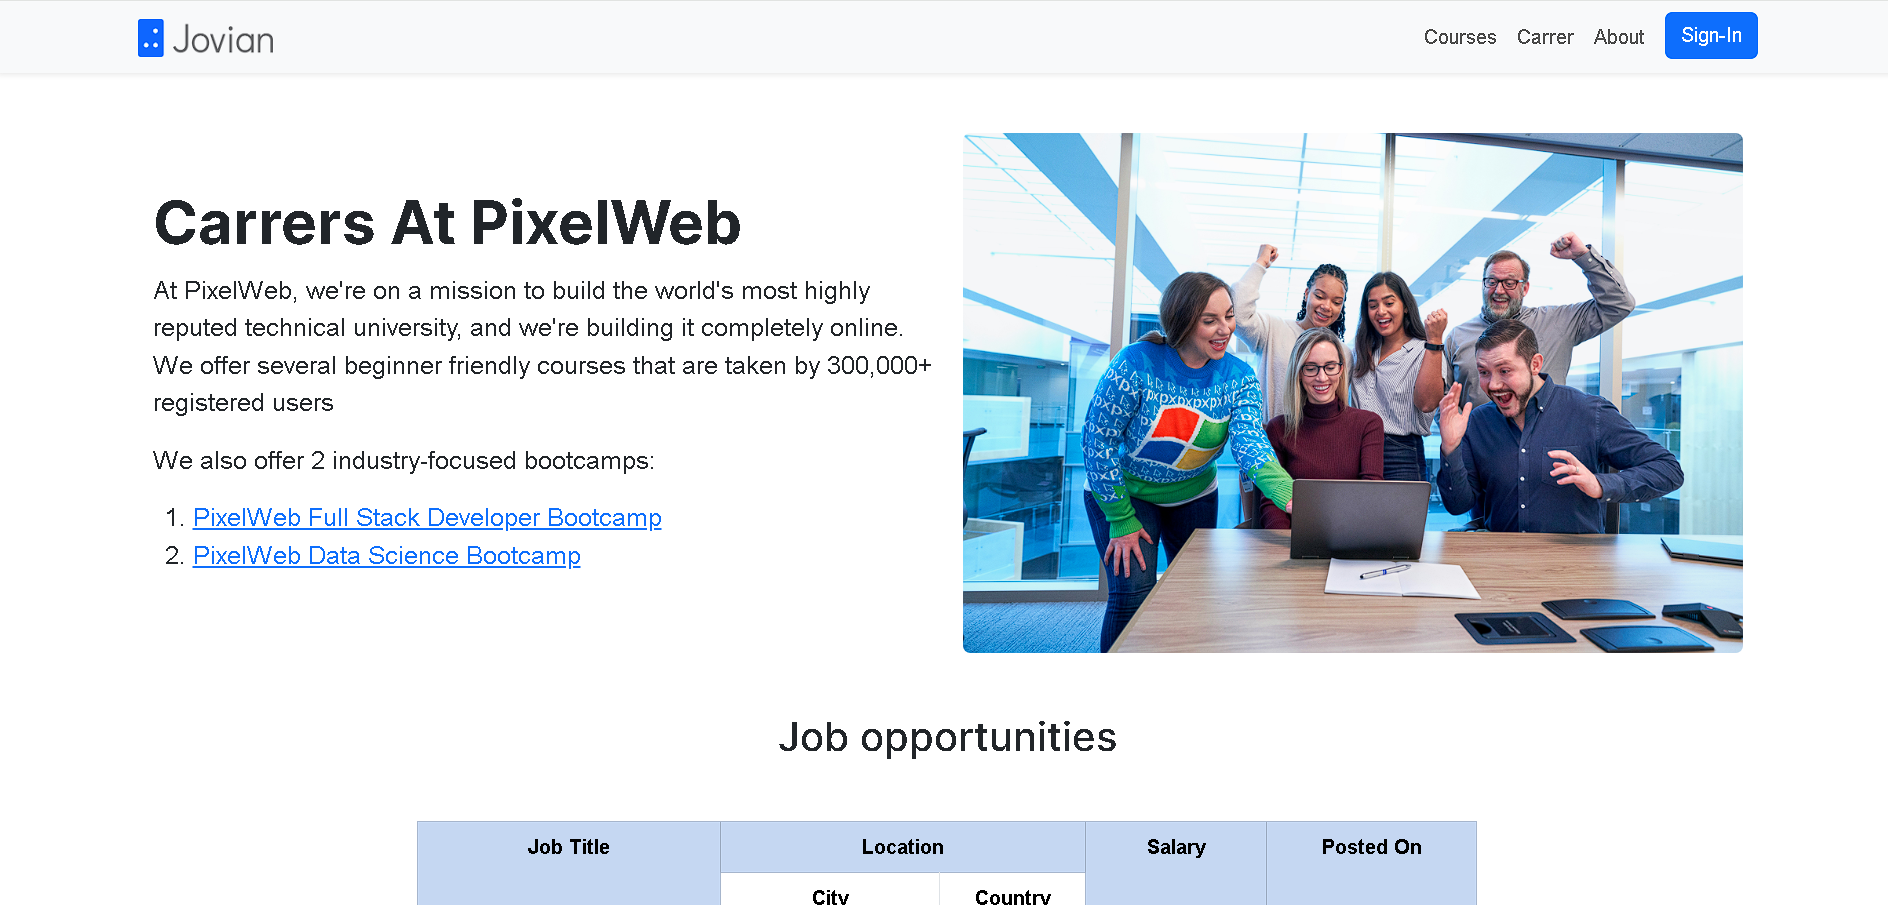 Jovian
Courses Carrer About Sign-In
Carrers At PixelWeb
At PixelWeb, we're on a mission to build the world's most highly
reputed technical university, and we're building it completely online.
We offer several beginner friendly courses that are taken by 300,000+
registered users
We also offer 2 industry-focused bootcamps:
1. PixelWeb Full Stack Developer Bootcamp
2. PixelWeb Data Science Bootcamp
Job opportunities
Job Title Location Salary Posted On
City Country